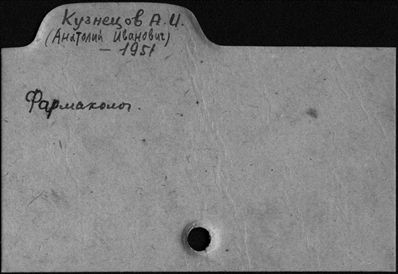 Кузнецов А.И.
(Анатолий Иванович)
— 1951
Фармаколог.